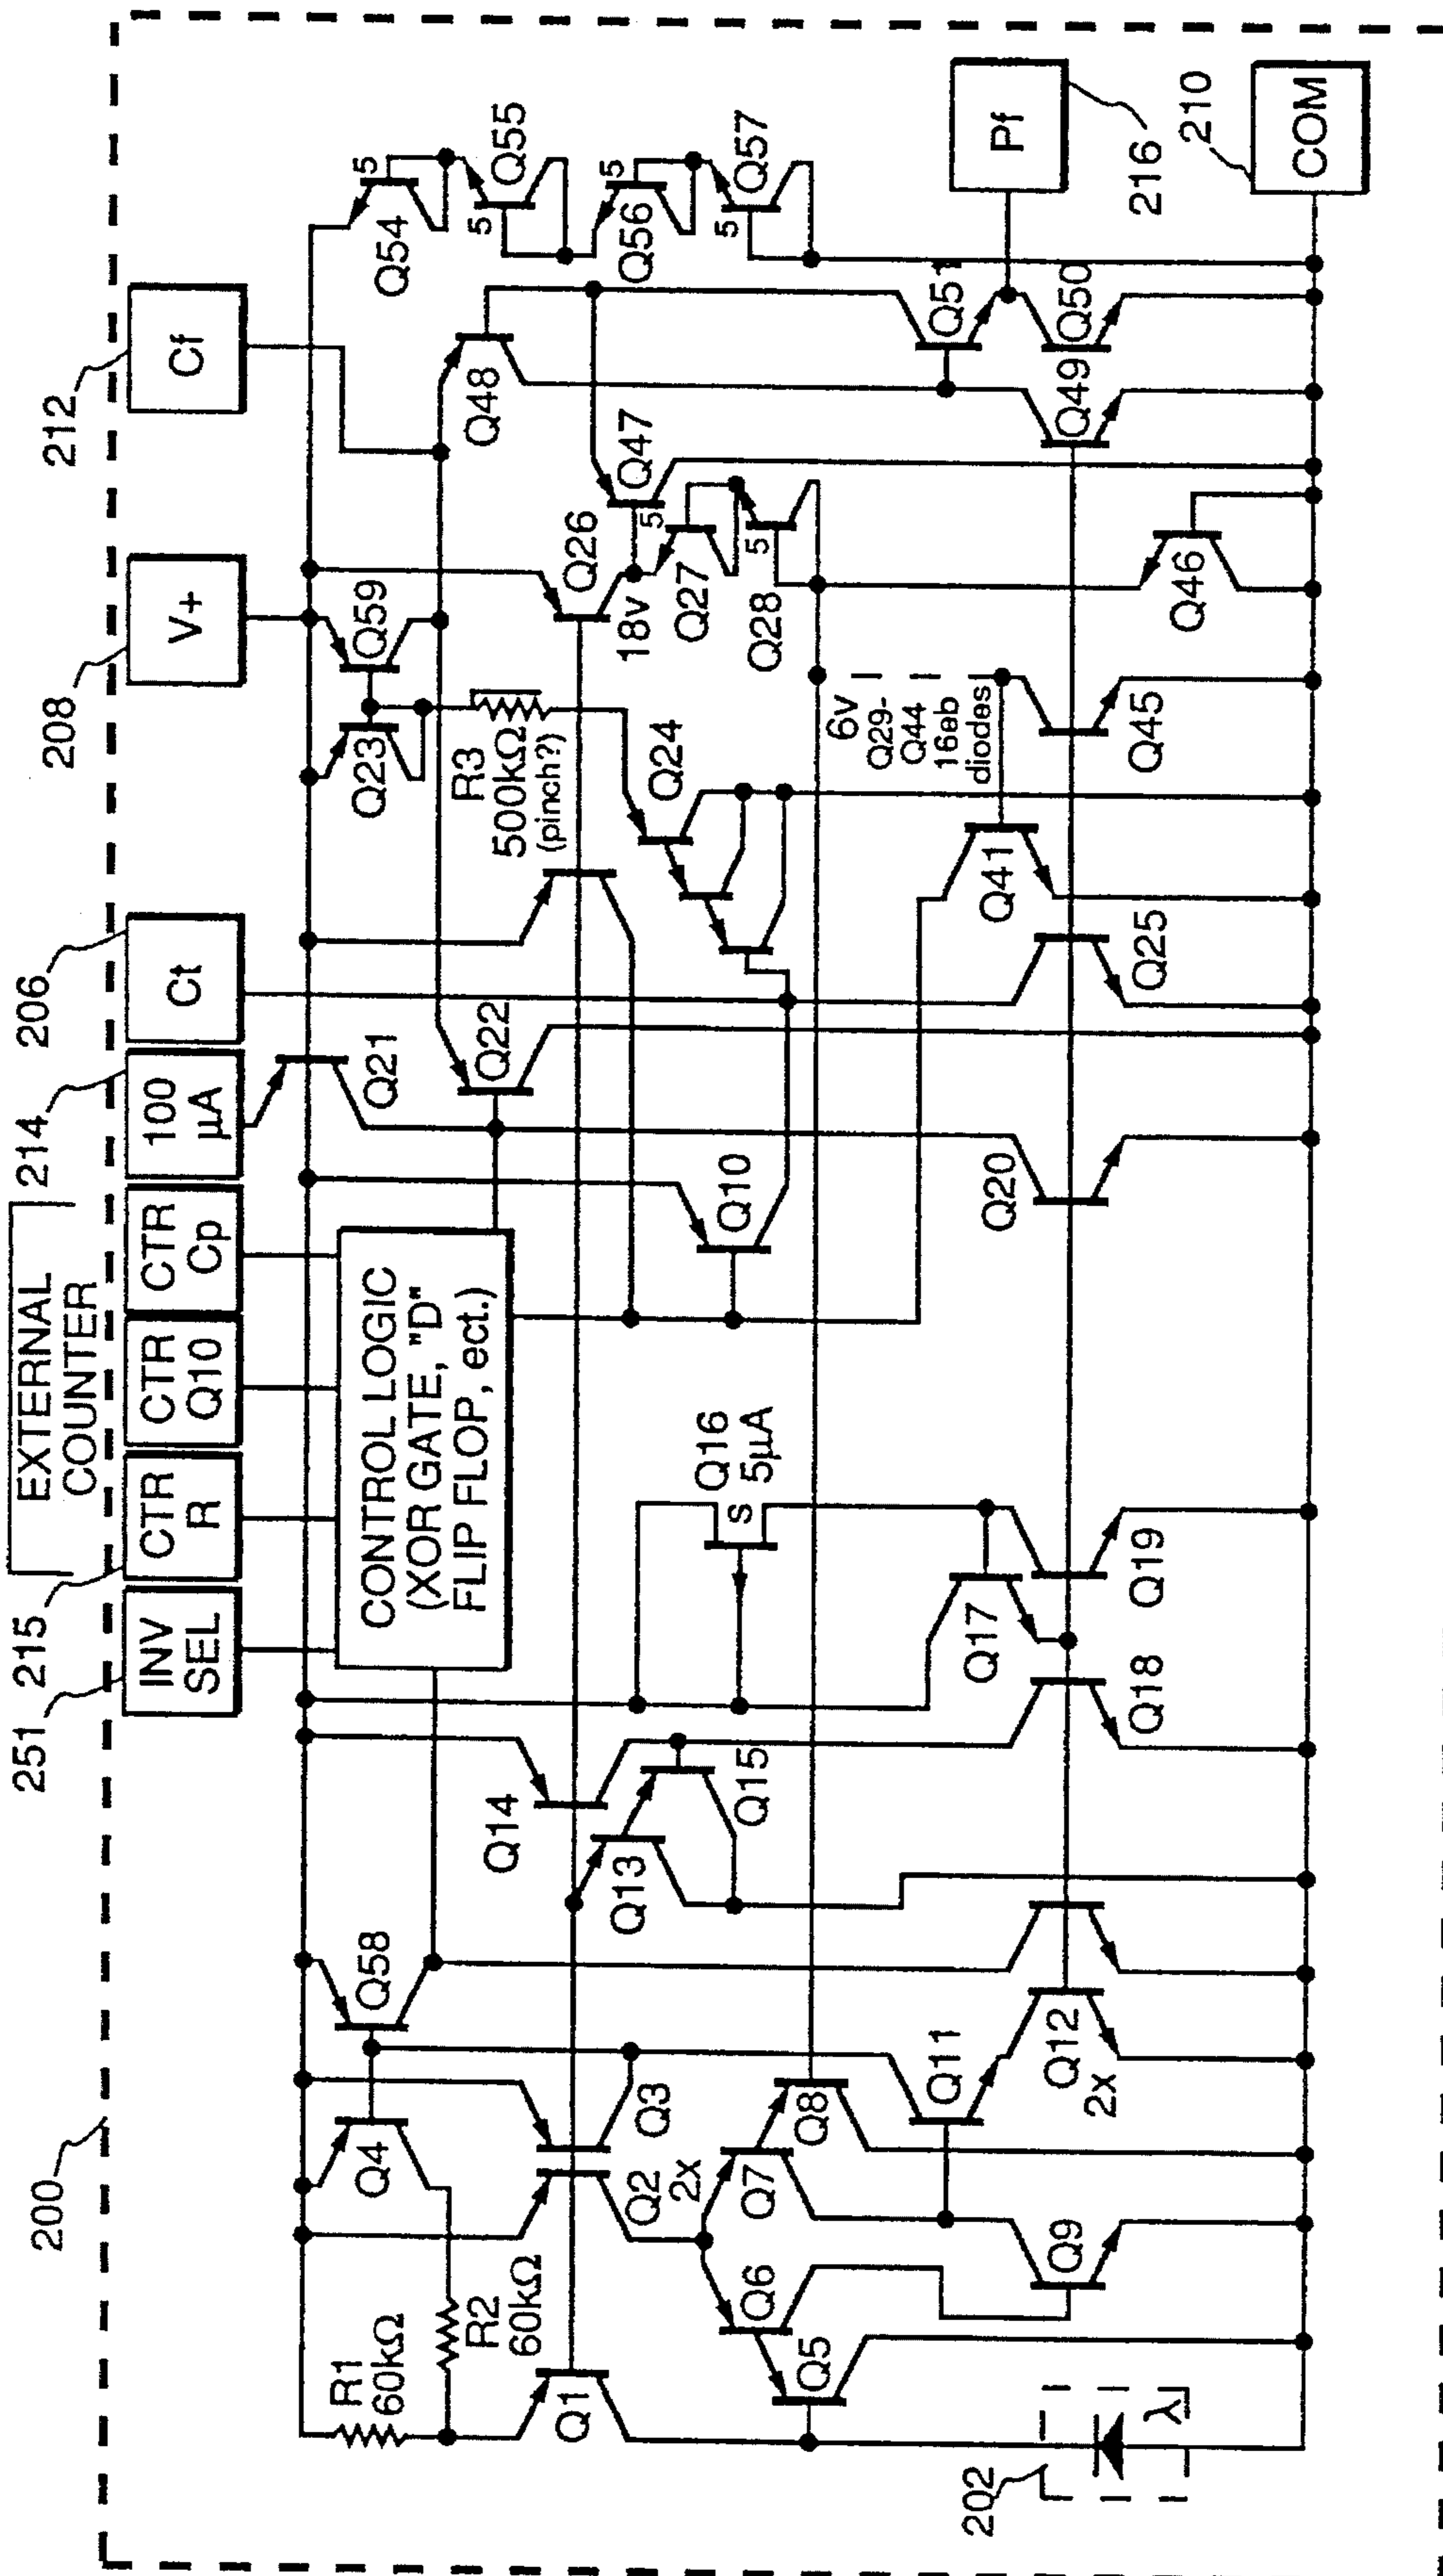 EXTERNAL
COUNTER
200
251
215
214
206
208
212
INV
SEL
CTR
R
CTR
Q10
CTR
Cp
100
μA
Ct
V+
Cf
CONTROL LOGIC
(XOR GATE, "D"
FLIP FLOP, ect.)
R1
60kΩ
R2
60kΩ
Q4
Q58
Q21
Q22
Q23
Q59
R3
500kΩ
(pinch?)
Q48
Q54
5
Q55
5
Q56
5
Q57
5
Q1
Q2
2x
Q3
Q14
Q13
Q15
Q16
5μA
S
Q10
Q24
Q26
18v
Q47
Q27
5
Q28
5
Q5
Q6
Q7
Q8
Q9
Q11
Q12
2x
Q17
Q18
Q19
Q20
Q25
Q41
6v
Q29-
Q44
16eb
diodes
Q45
Q46
Q49
Q50
Q51
Pf
216
210
COM
202
λ